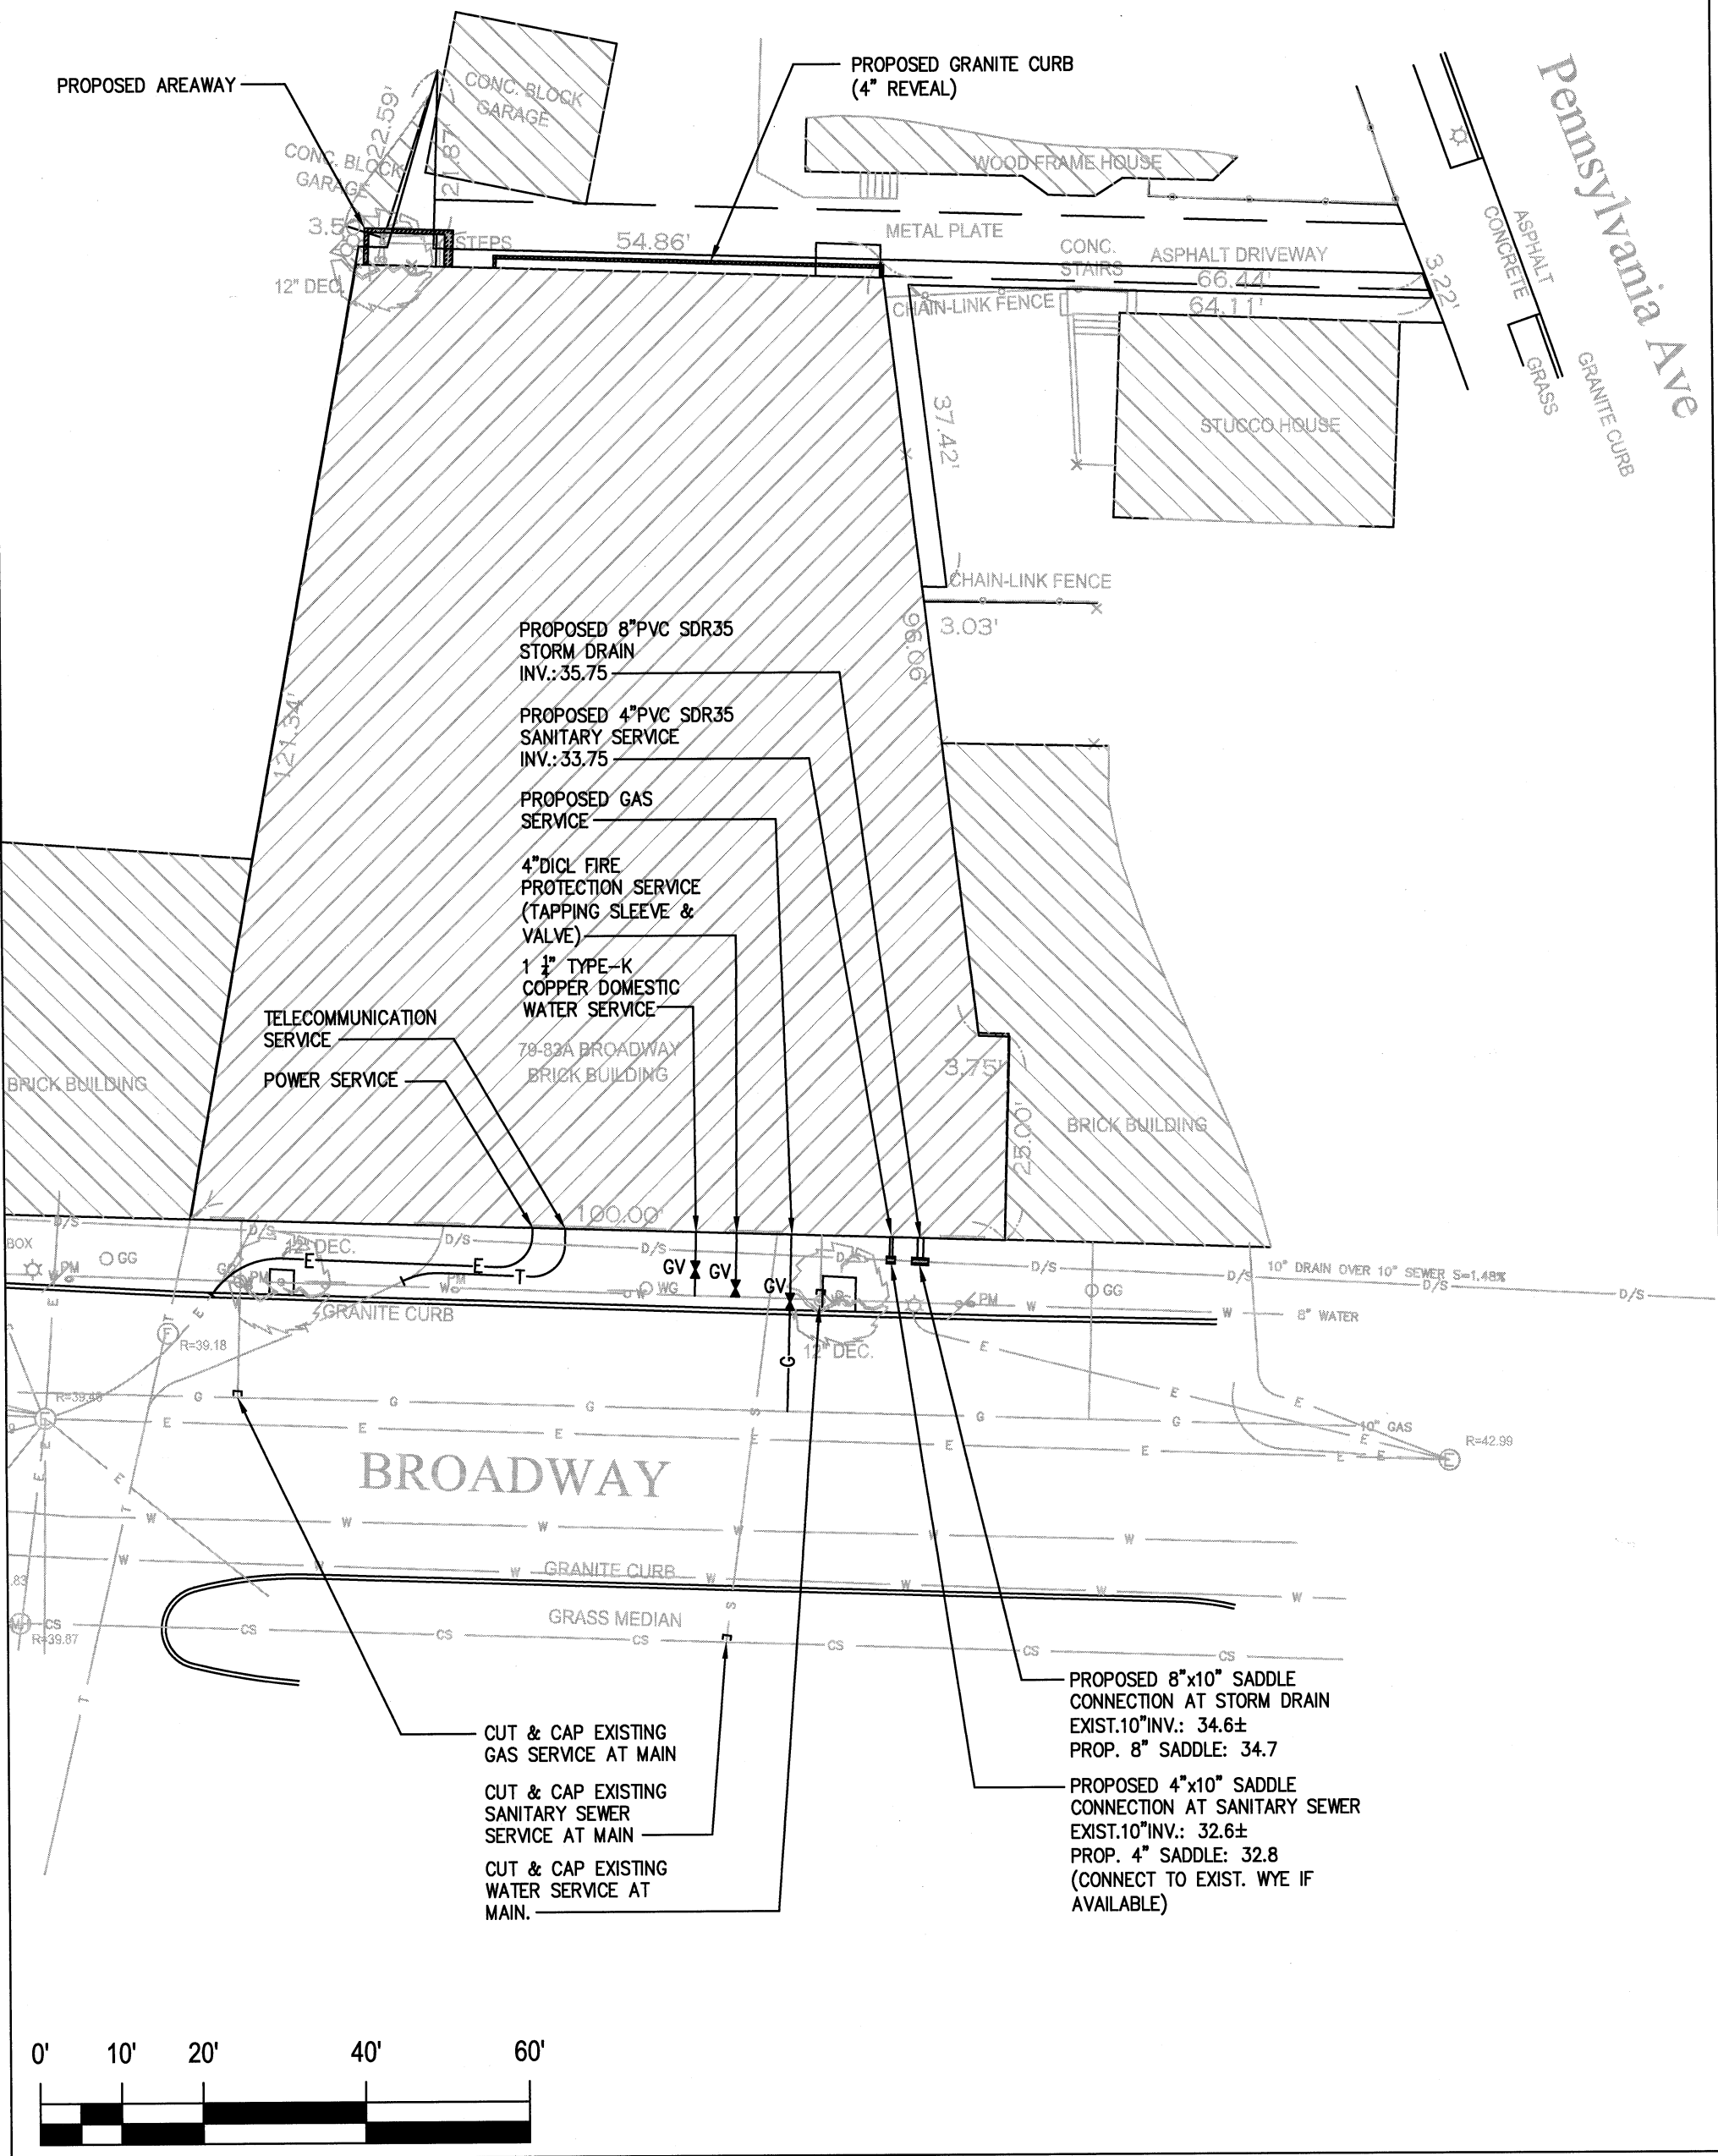 PROPOSED AREAWAY
PROPOSED GRANITE CURB
(4" REVEAL)
Pennsylvania Ave
CONC. BLOCK
GARAGE
22.59'
21.87'
CONC. BLOCK
GARAGE
WOOD FRAME HOUSE
STEPS
54.86'
METAL PLATE
CONC.
STAIRS
ASPHALT DRIVEWAY
66.44'
64.11'
3.22'
CONCRETE
ASPHALT
GRASS
GRANITE CURB
12" DEC.
CHAIN-LINK FENCE
37.42'
STUCCO HOUSE
CHAIN-LINK FENCE
3.03'
96.06'
PROPOSED 8"PVC SDR35
STORM DRAIN
INV.: 35.75
PROPOSED 4"PVC SDR35
SANITARY SERVICE
INV.: 33.75
121.34'
PROPOSED GAS
SERVICE
4"DICL FIRE
PROTECTION SERVICE
(TAPPING SLEEVE &
VALVE)
1 1/4" TYPE-K
COPPER DOMESTIC
WATER SERVICE
TELECOMMUNICATION
SERVICE
POWER SERVICE
79-83A BROADWAY
BRICK BUILDING
BRICK BUILDING
3.75'
25.00'
BRICK BUILDING
100.00'
D/S D/S D/S D/S D/S D/S D/S D/S D/S
BOX
PM
GG
12" DEC.
E E T
GV GV GV
WG
PM
GG
10" DRAIN OVER 10" SEWER S=1.48%
8" WATER
GRANITE CURB
12" DEC.
R=39.18
G
10" GAS
R=42.99
BROADWAY
W W W W W W
W W W W W W W
GRANITE CURB
GRASS MEDIAN
.83
MH
R=39.87
CS CS CS CS CS CS CS
PROPOSED 8"x10" SADDLE
CONNECTION AT STORM DRAIN
EXIST.10"INV.: 34.6±
PROP. 8" SADDLE: 34.7
CUT & CAP EXISTING
GAS SERVICE AT MAIN
CUT & CAP EXISTING
SANITARY SEWER
SERVICE AT MAIN
PROPOSED 4"x10" SADDLE
CONNECTION AT SANITARY SEWER
EXIST.10"INV.: 32.6±
PROP. 4" SADDLE: 32.8
(CONNECT TO EXIST. WYE IF
AVAILABLE)
CUT & CAP EXISTING
WATER SERVICE AT
MAIN.
0' 10' 20' 40' 60'